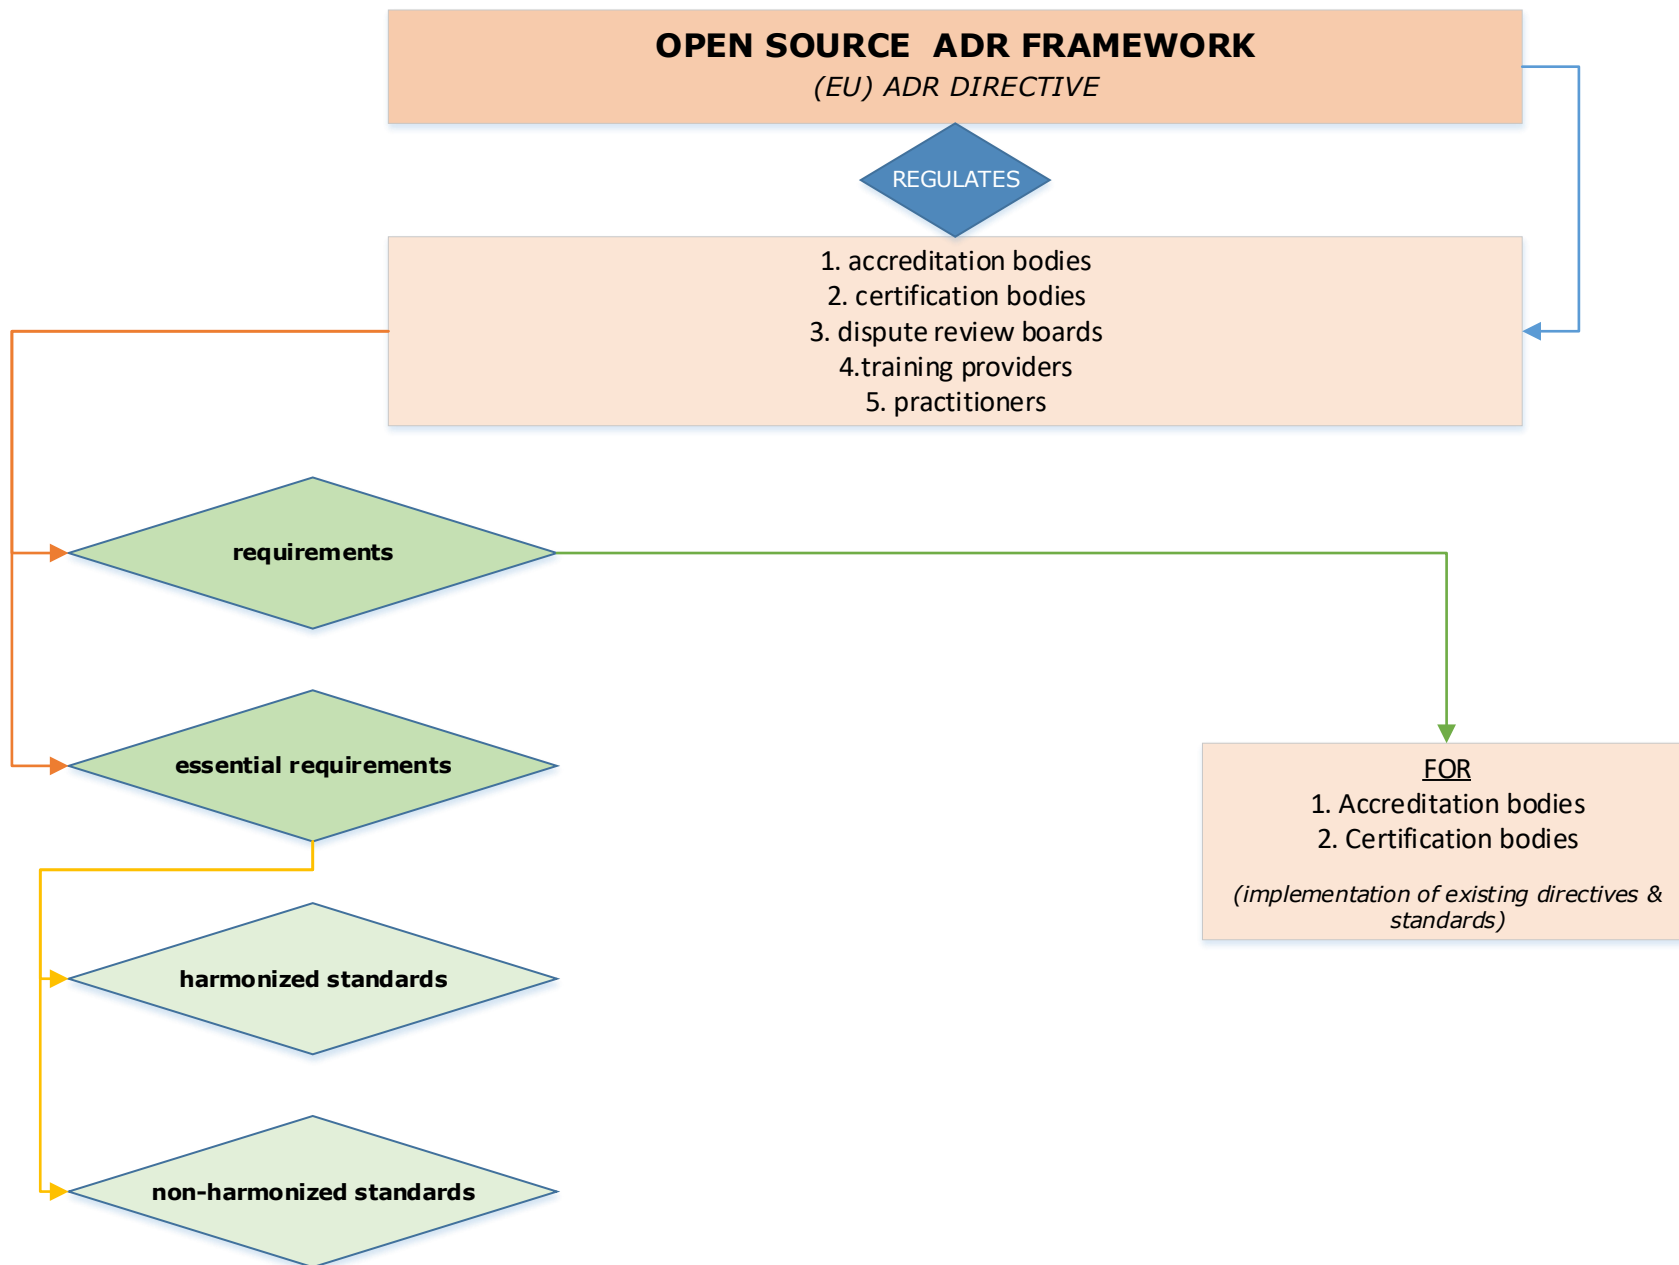 OPEN SOURCE ADR FRAMEWORK
(EU) ADR DIRECTIVE
REGULATES
1. accreditation bodies
2. certification bodies
3. dispute review boards
4.training providers
5. practitioners
requirements
essential requirements
FOR
1. Accreditation bodies
2. Certification bodies
(implementation of existing directives &
standards)
harmonized standards
non-harmonized standards